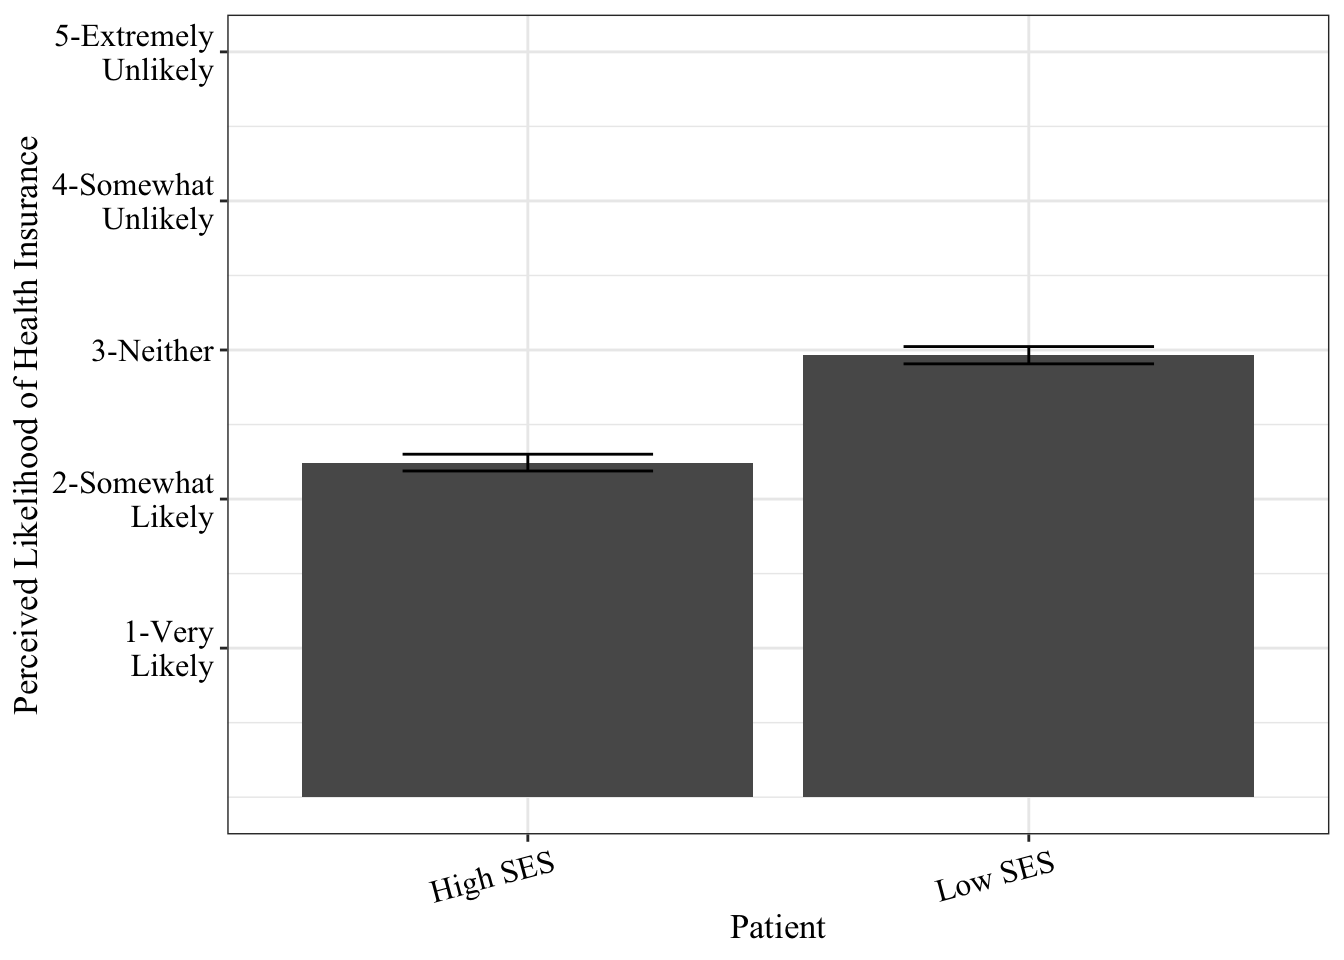 5-Extremely
Unlikely
4-Somewhat
Unlikely
3-Neither
2-Somewhat
Likely
1-Very
Likely
Perceived Likelihood of Health Insurance
High SES
Low SES
Patient